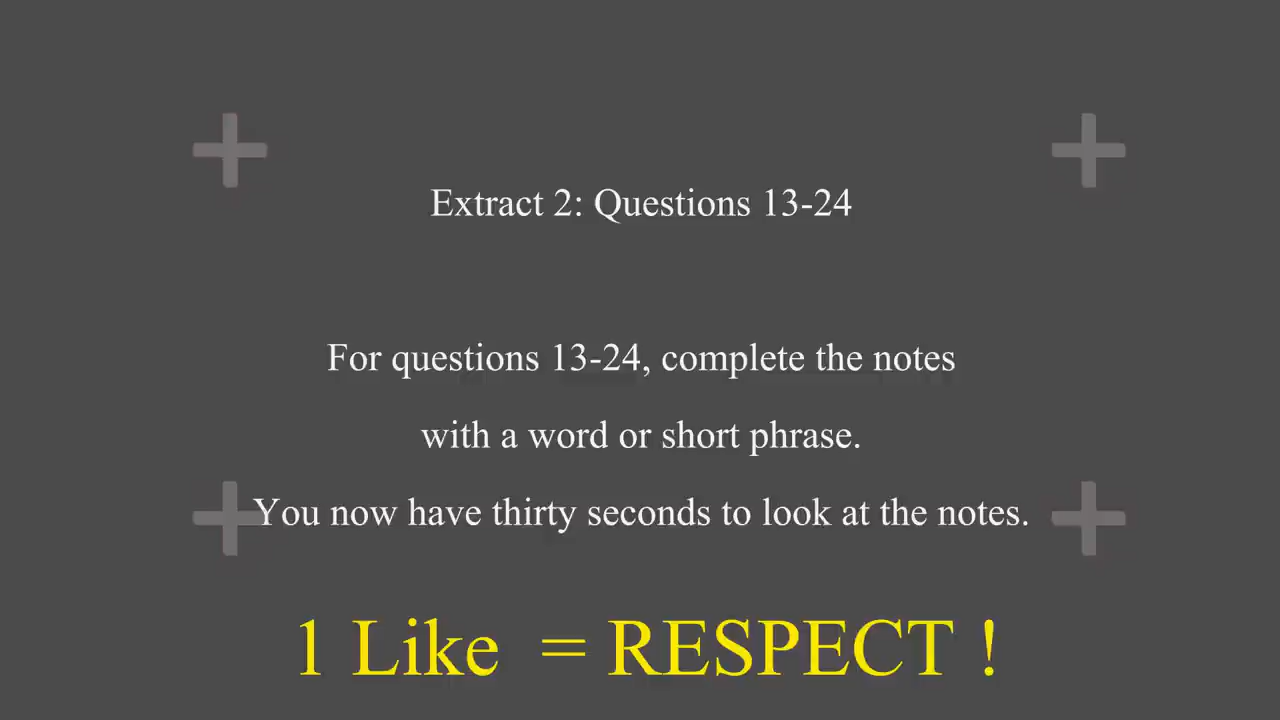 Extract 2: Questions 13-24
For questions 13-24, complete the notes
with a word or short phrase.
You now have thirty seconds to look at the notes.
1 Like = RESPECT !